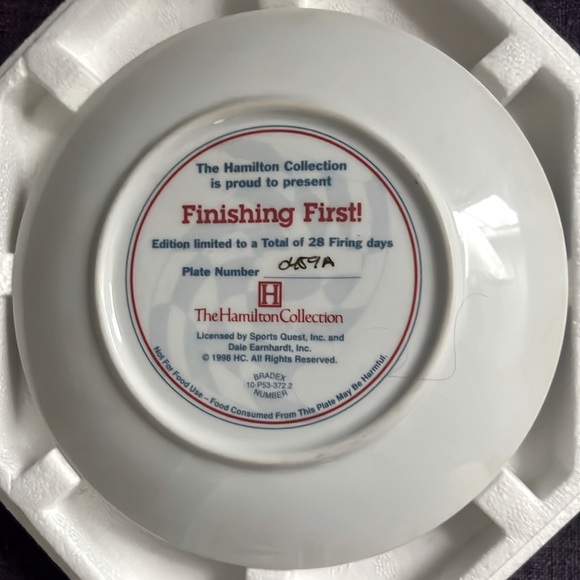 The Hamilton Collection
is proud to present
Finishing First!
Edition limited to a Total of 28 Firing days
Plate Number
H
The Hamilton Collection
Licensed by Sports Quest, Inc. and
Dale Earnhardt, Inc.
© 1998 HC. All Rights Reserved.
BRADEX
10-P53-372.2
NUMBER
Not For Food Use – Food Consumed From This Plate May Be Harmful.